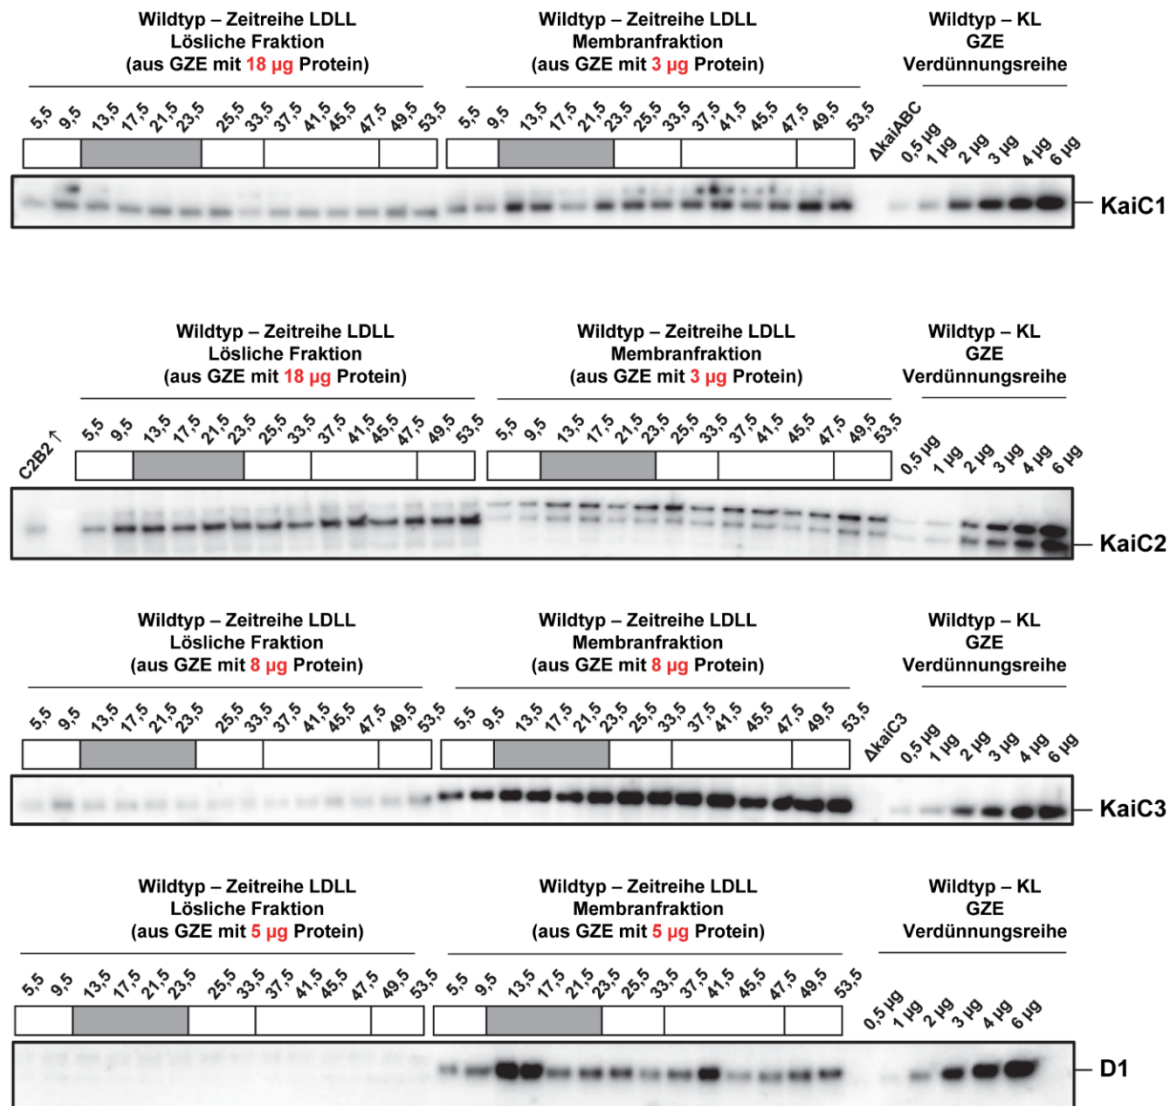 Wildtyp – Zeitreihe LDLL
Lösliche Fraktion
(aus GZE mit 18 µg Protein)
Wildtyp – Zeitreihe LDLL
Membranfraktion
(aus GZE mit 3 µg Protein)
Wildtyp – KL
GZE
Verdünnungsreihe
5,5 9,5 13,5 17,5 21,5 23,5 25,5 33,5 37,5 41,5 45,5 47,5 49,5 53,5
5,5 9,5 13,5 17,5 21,5 23,5 25,5 33,5 37,5 41,5 45,5 47,5 49,5 53,5
ΔkaiABC 0,5 µg 1 µg 2 µg 3 µg 4 µg 6 µg
KaiC1
Wildtyp – Zeitreihe LDLL
Lösliche Fraktion
(aus GZE mit 18 µg Protein)
Wildtyp – Zeitreihe LDLL
Membranfraktion
(aus GZE mit 3 µg Protein)
Wildtyp – KL
GZE
Verdünnungsreihe
C2B2 ↑
5,5 9,5 13,5 17,5 21,5 23,5 25,5 33,5 37,5 41,5 45,5 47,5 49,5 53,5
5,5 9,5 13,5 17,5 21,5 23,5 25,5 33,5 37,5 41,5 45,5 47,5 49,5 53,5
0,5 µg 1 µg 2 µg 3 µg 4 µg 6 µg
KaiC2
Wildtyp – Zeitreihe LDLL
Lösliche Fraktion
(aus GZE mit 8 µg Protein)
Wildtyp – Zeitreihe LDLL
Membranfraktion
(aus GZE mit 8 µg Protein)
Wildtyp – KL
GZE
Verdünnungsreihe
5,5 9,5 13,5 17,5 21,5 23,5 25,5 33,5 37,5 41,5 45,5 47,5 49,5 53,5
5,5 9,5 13,5 17,5 21,5 23,5 25,5 33,5 37,5 41,5 45,5 47,5 49,5 53,5
ΔkaiC3 0,5 µg 1 µg 2 µg 3 µg 4 µg 6 µg
KaiC3
Wildtyp – Zeitreihe LDLL
Lösliche Fraktion
(aus GZE mit 5 µg Protein)
Wildtyp – Zeitreihe LDLL
Membranfraktion
(aus GZE mit 5 µg Protein)
Wildtyp – KL
GZE
Verdünnungsreihe
5,5 9,5 13,5 17,5 21,5 23,5 25,5 33,5 37,5 41,5 45,5 47,5 49,5 53,5
5,5 9,5 13,5 17,5 21,5 23,5 25,5 33,5 37,5 41,5 45,5 47,5 49,5 53,5
0,5 µg 1 µg 2 µg 3 µg 4 µg 6 µg
D1